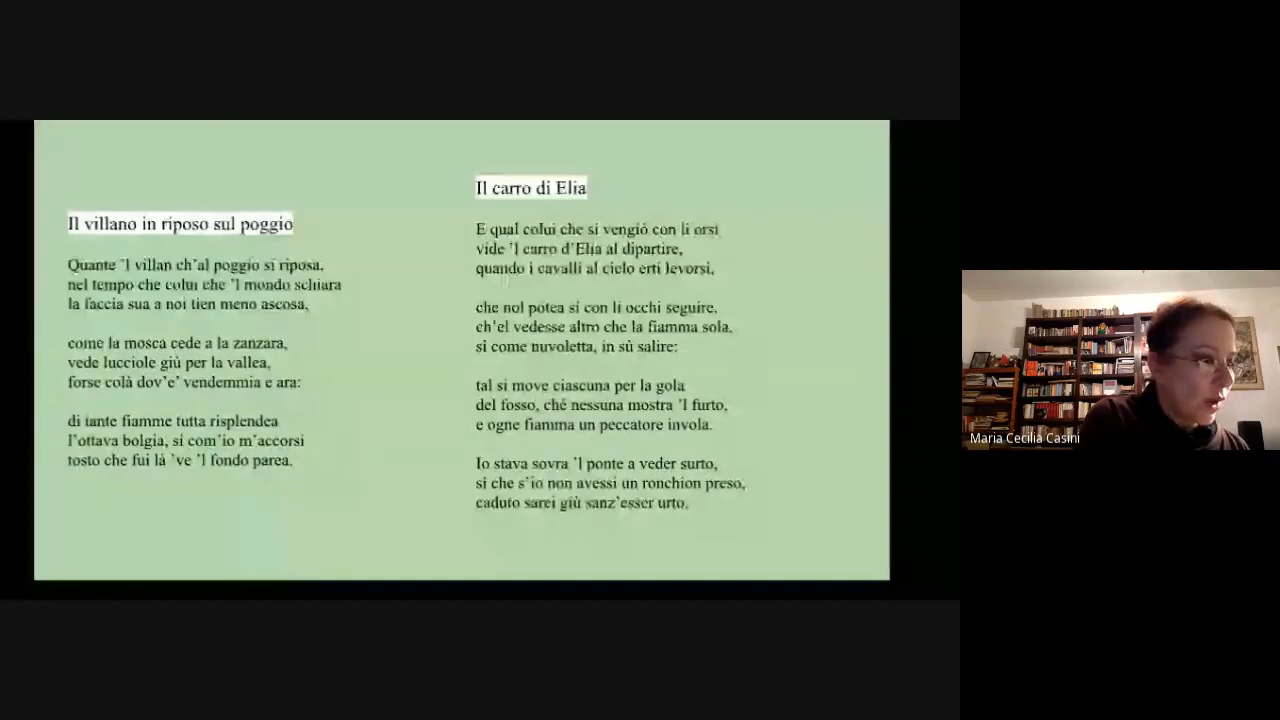 Il villano in riposo sul poggio
Quante 'l villan ch'al poggio si riposa,
nel tempo che colui che 'l mondo schiara
la faccia sua a noi tien meno ascosa,
come la mosca cede a la zanzara,
vede lucciole giù per la vallea,
forse colà dov'e' vendemmia e ara:
di tante fiamme tutta risplendea
l'ottava bolgia, sì com'io m'accorsi
tosto che fui là 've 'l fondo parea.
Il carro di Elia
E qual colui che si vengiò con li orsi
vide 'l carro d'Elia al dipartire,
quando i cavalli al cielo erti levorsi,
che nol potea sì con li occhi seguire,
ch'el vedesse altro che la fiamma sola,
sì come nuvoletta, in sù salire:
tal si move ciascuna per la gola
del fosso, ché nessuna mostra 'l furto,
e ogne fiamma un peccatore invola.
Io stava sovra 'l ponte a veder surto,
sì che s'io non avessi un ronchion preso,
caduto sarei giù sanz'esser urto.
Maria Cecilia Casini